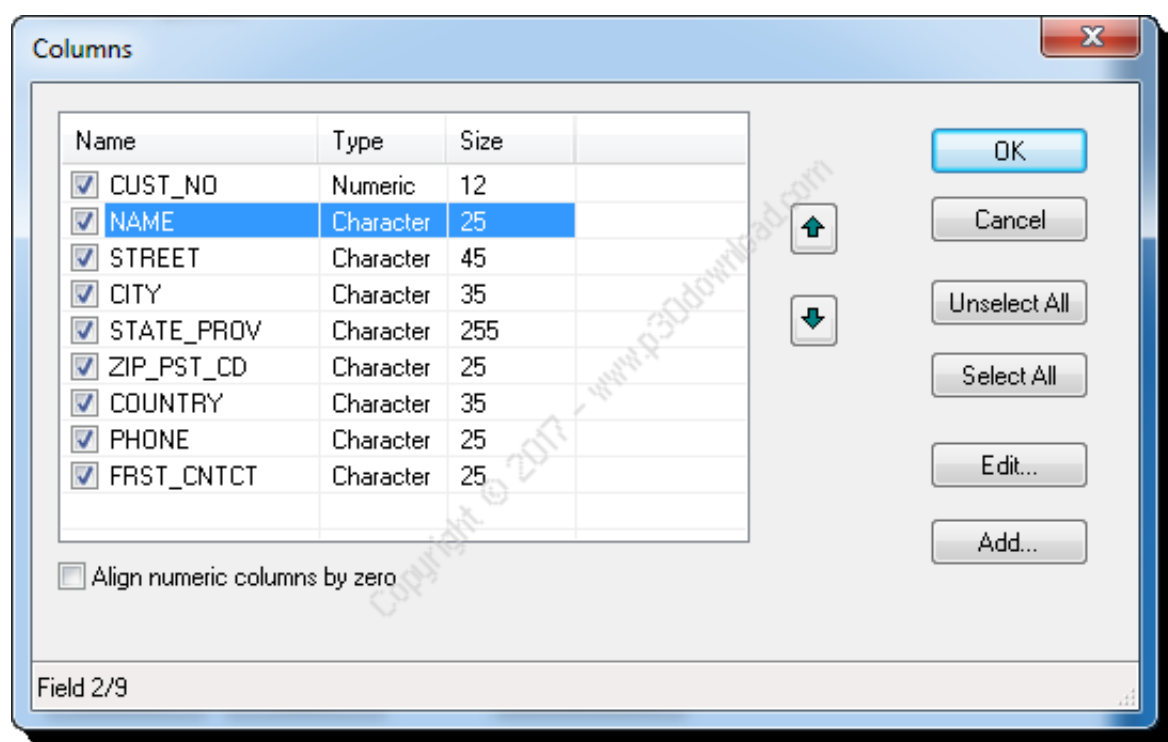 Columns
Name Type Size
CUST_NO Numeric 12
NAME Character 25
STREET Character 45
CITY Character 35
STATE_PROV Character 255
ZIP_PST_CD Character 25
COUNTRY Character 35
PHONE Character 25
FRST_CNTCT Character 25
Align numeric columns by zero
OK
Cancel
Unselect All
Select All
Edit...
Add...
Field 2/9
Copyright © 2017 - www.p30download.com